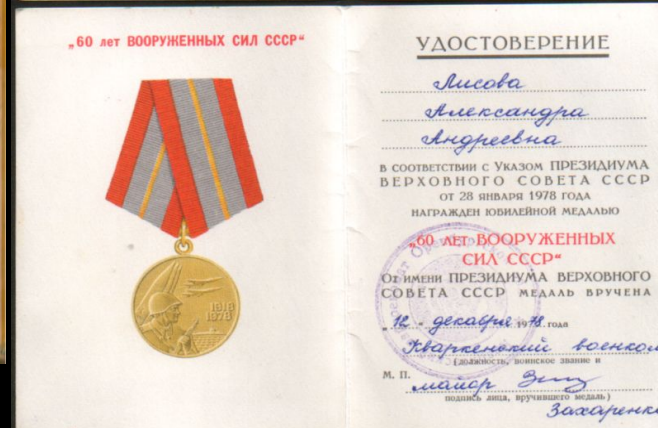 „60 лет ВООРУЖЕННЫХ СИЛ СССР“
1918
1978
УДОСТОВЕРЕНИЕ
Лисова
Александра
Андреевна
В СООТВЕТСТВИИ С УКАЗОМ ПРЕЗИДИУМА
ВЕРХОВНОГО СОВЕТА СССР
ОТ 28 ЯНВАРЯ 1978 ГОДА
НАГРАЖДЕН ЮБИЛЕЙНОЙ МЕДАЛЬЮ
„60 ЛЕТ ВООРУЖЕННЫХ
СИЛ СССР“
ОТ ИМЕНИ ПРЕЗИДИУМА ВЕРХОВНОГО
СОВЕТА СССР МЕДАЛЬ ВРУЧЕНА
„12 декабря 1978 года
Кваркенский военком
(должность, воинское звание и
М. П. майор
подпись лица, вручившего медаль)
Захаренко